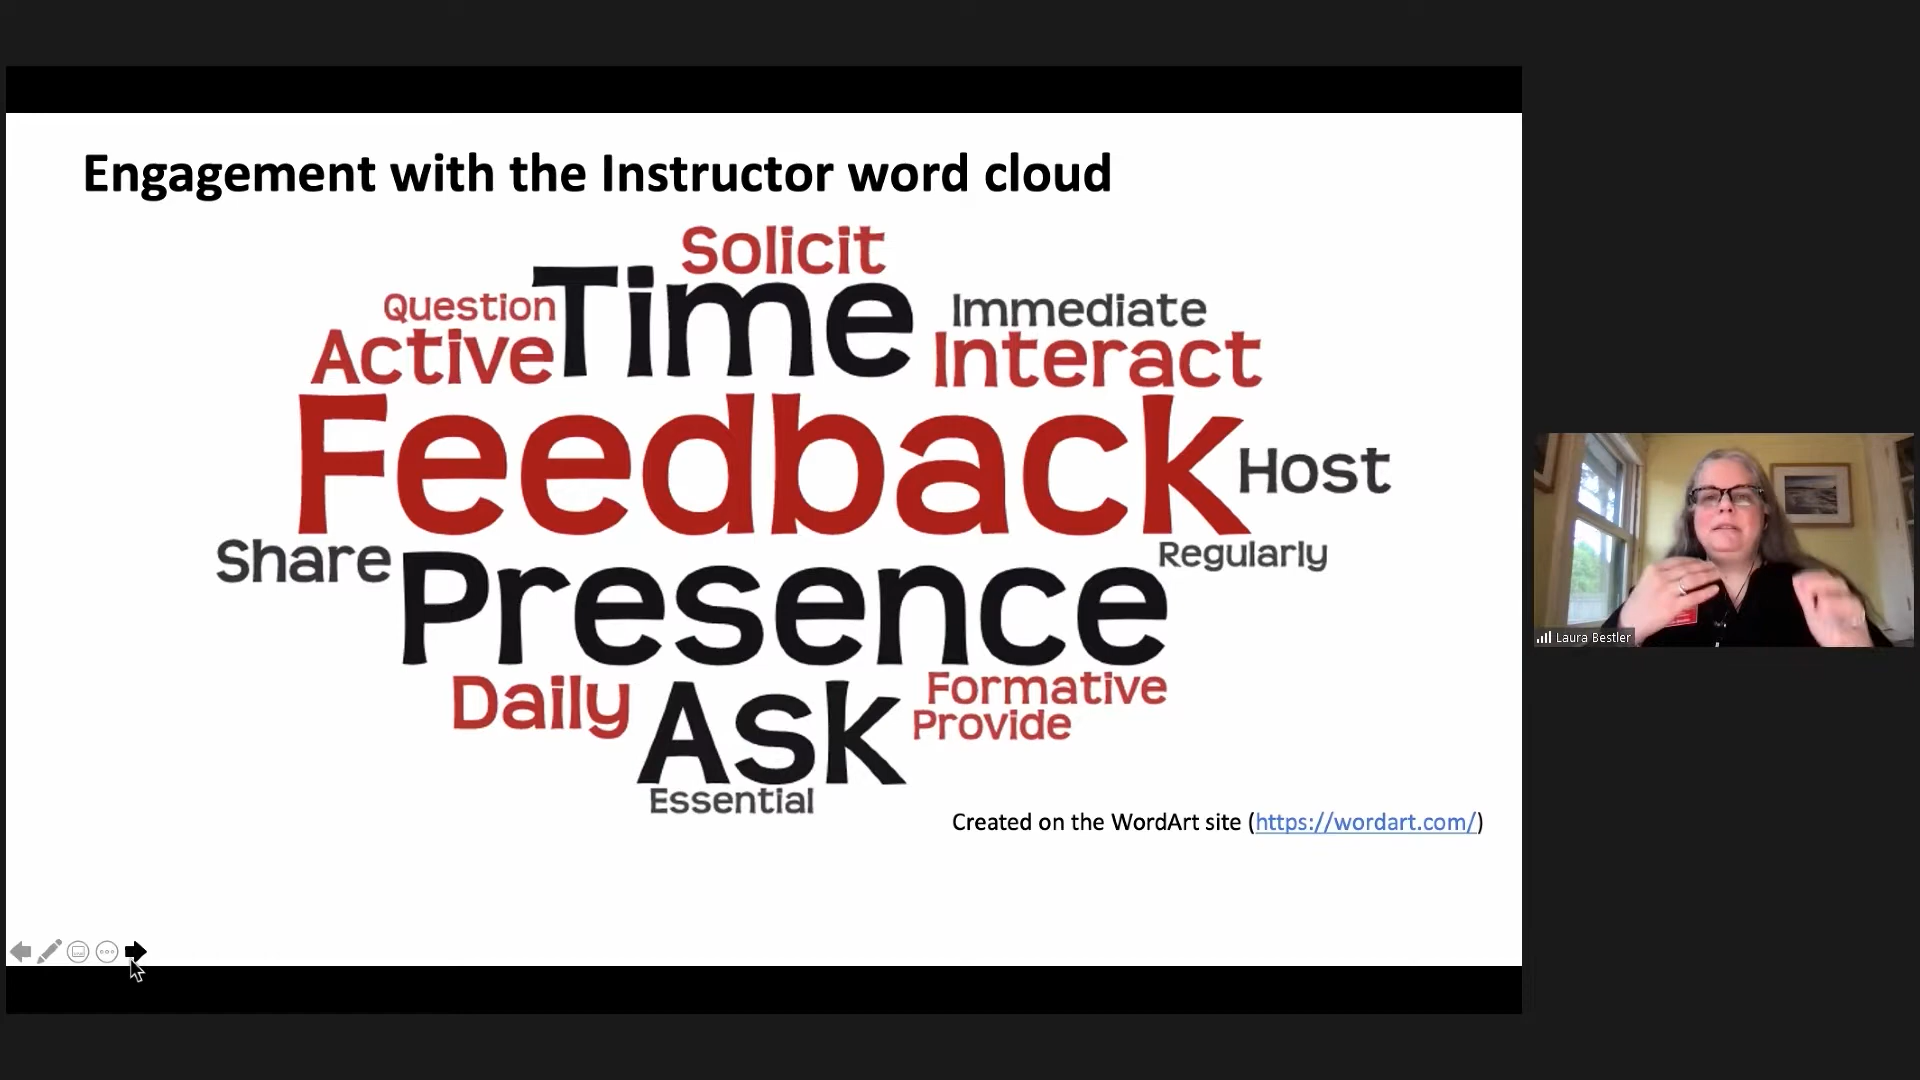 Engagement with the Instructor word cloud
Solicit
Time
Question
Immediate
Active
Interact
Feedback
Host
Share
Presence
Regularly
Daily
Ask
Formative
Provide
Essential
Created on the WordArt site (https://wordart.com/)
Laura Bestler